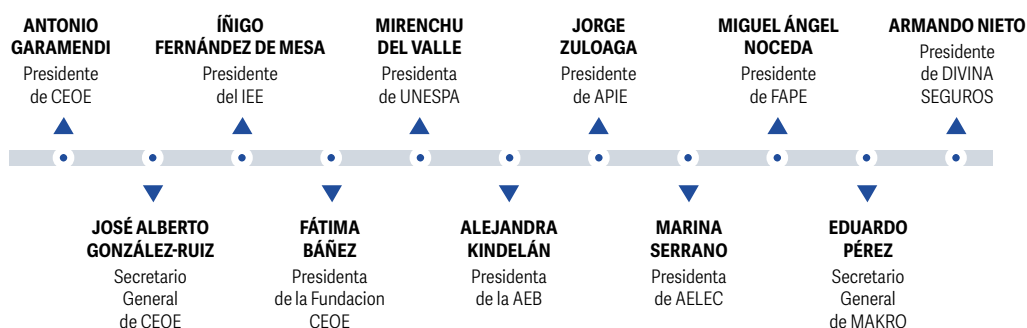 ANTONIO
GARAMENDI
Presidente
de CEOE
ÍÑIGO
FERNÁNDEZ DE MESA
Presidente
del IEE
MIRENCHU
DEL VALLE
Presidenta
de UNESPA
JORGE
ZULOAGA
Presidente
de APIE
MIGUEL ÁNGEL
NOCEDA
Presidente
de FAPE
ARMANDO NIETO
Presidente
de DIVINA
SEGUROS
JOSÉ ALBERTO
GONZÁLEZ-RUIZ
Secretario
General
de CEOE
FÁTIMA
BÁÑEZ
Presidenta
de la Fundacion
CEOE
ALEJANDRA
KINDELÁN
Presidenta
de la AEB
MARINA
SERRANO
Presidenta
de AELEC
EDUARDO
PÉREZ
Secretario
General
de MAKRO